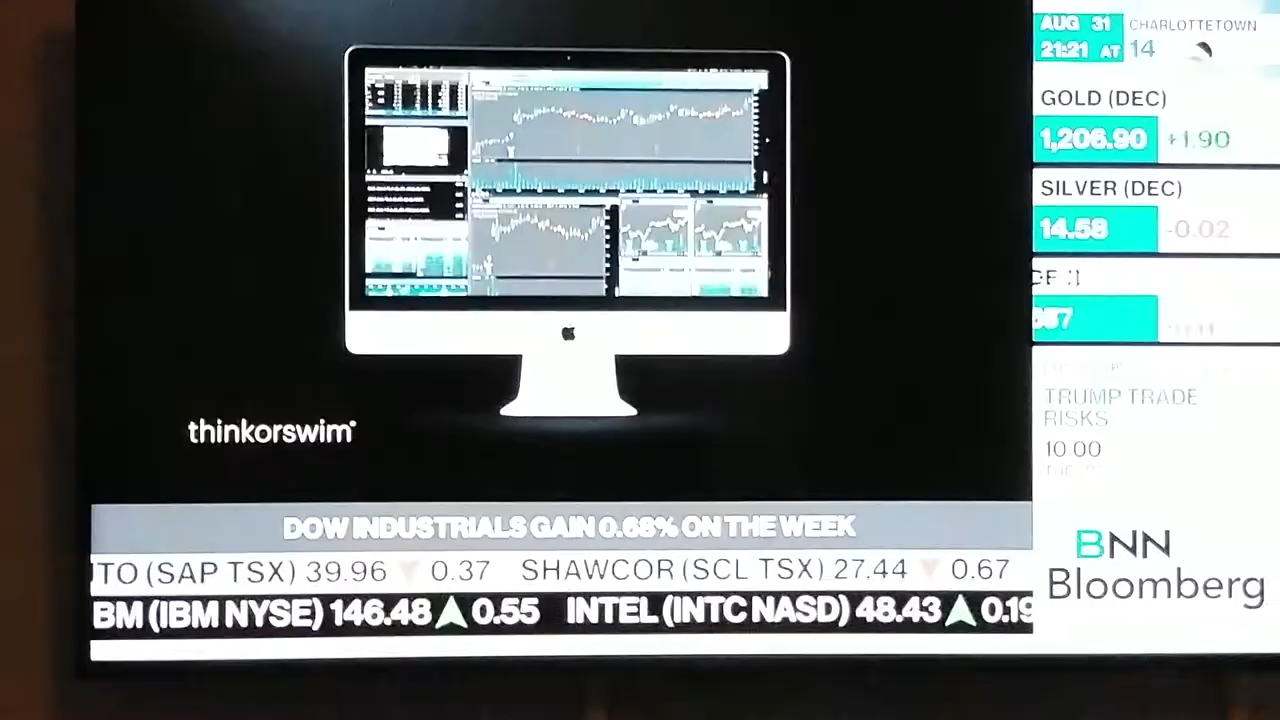 AUG 31 CHARLOTTETOWN
21:21 AT 14
GOLD (DEC)
1,206.90 +1.90
SILVER (DEC)
14.58 -0.02
TRUMP TRADE
RISKS
10:00
thinkorswim
DOW INDUSTRIALS GAIN 0.68% ON THE WEEK
TO (SAP TSX) 39.96 ▼ 0.37 SHAWCOR (SCL TSX) 27.44 ▼ 0.67
BM (IBM NYSE) 146.48 ▲ 0.55 INTEL (INTC NASD) 48.43 ▲ 0.19
BNN
Bloomberg